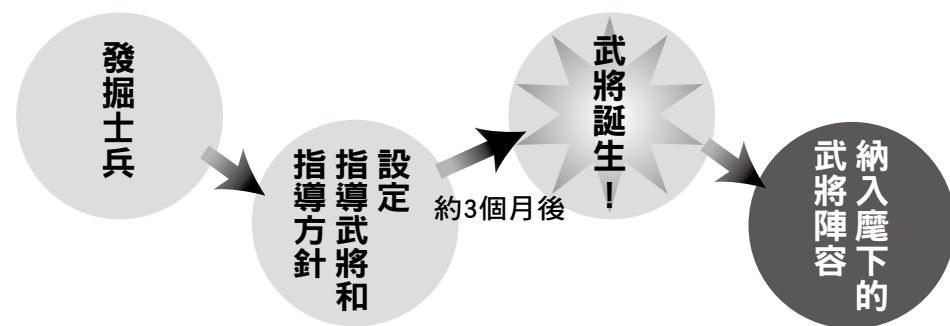 發掘士兵
設定
指導武將和
指導方針
約3個月後
武將誕生！
納入麾下的
武將陣容